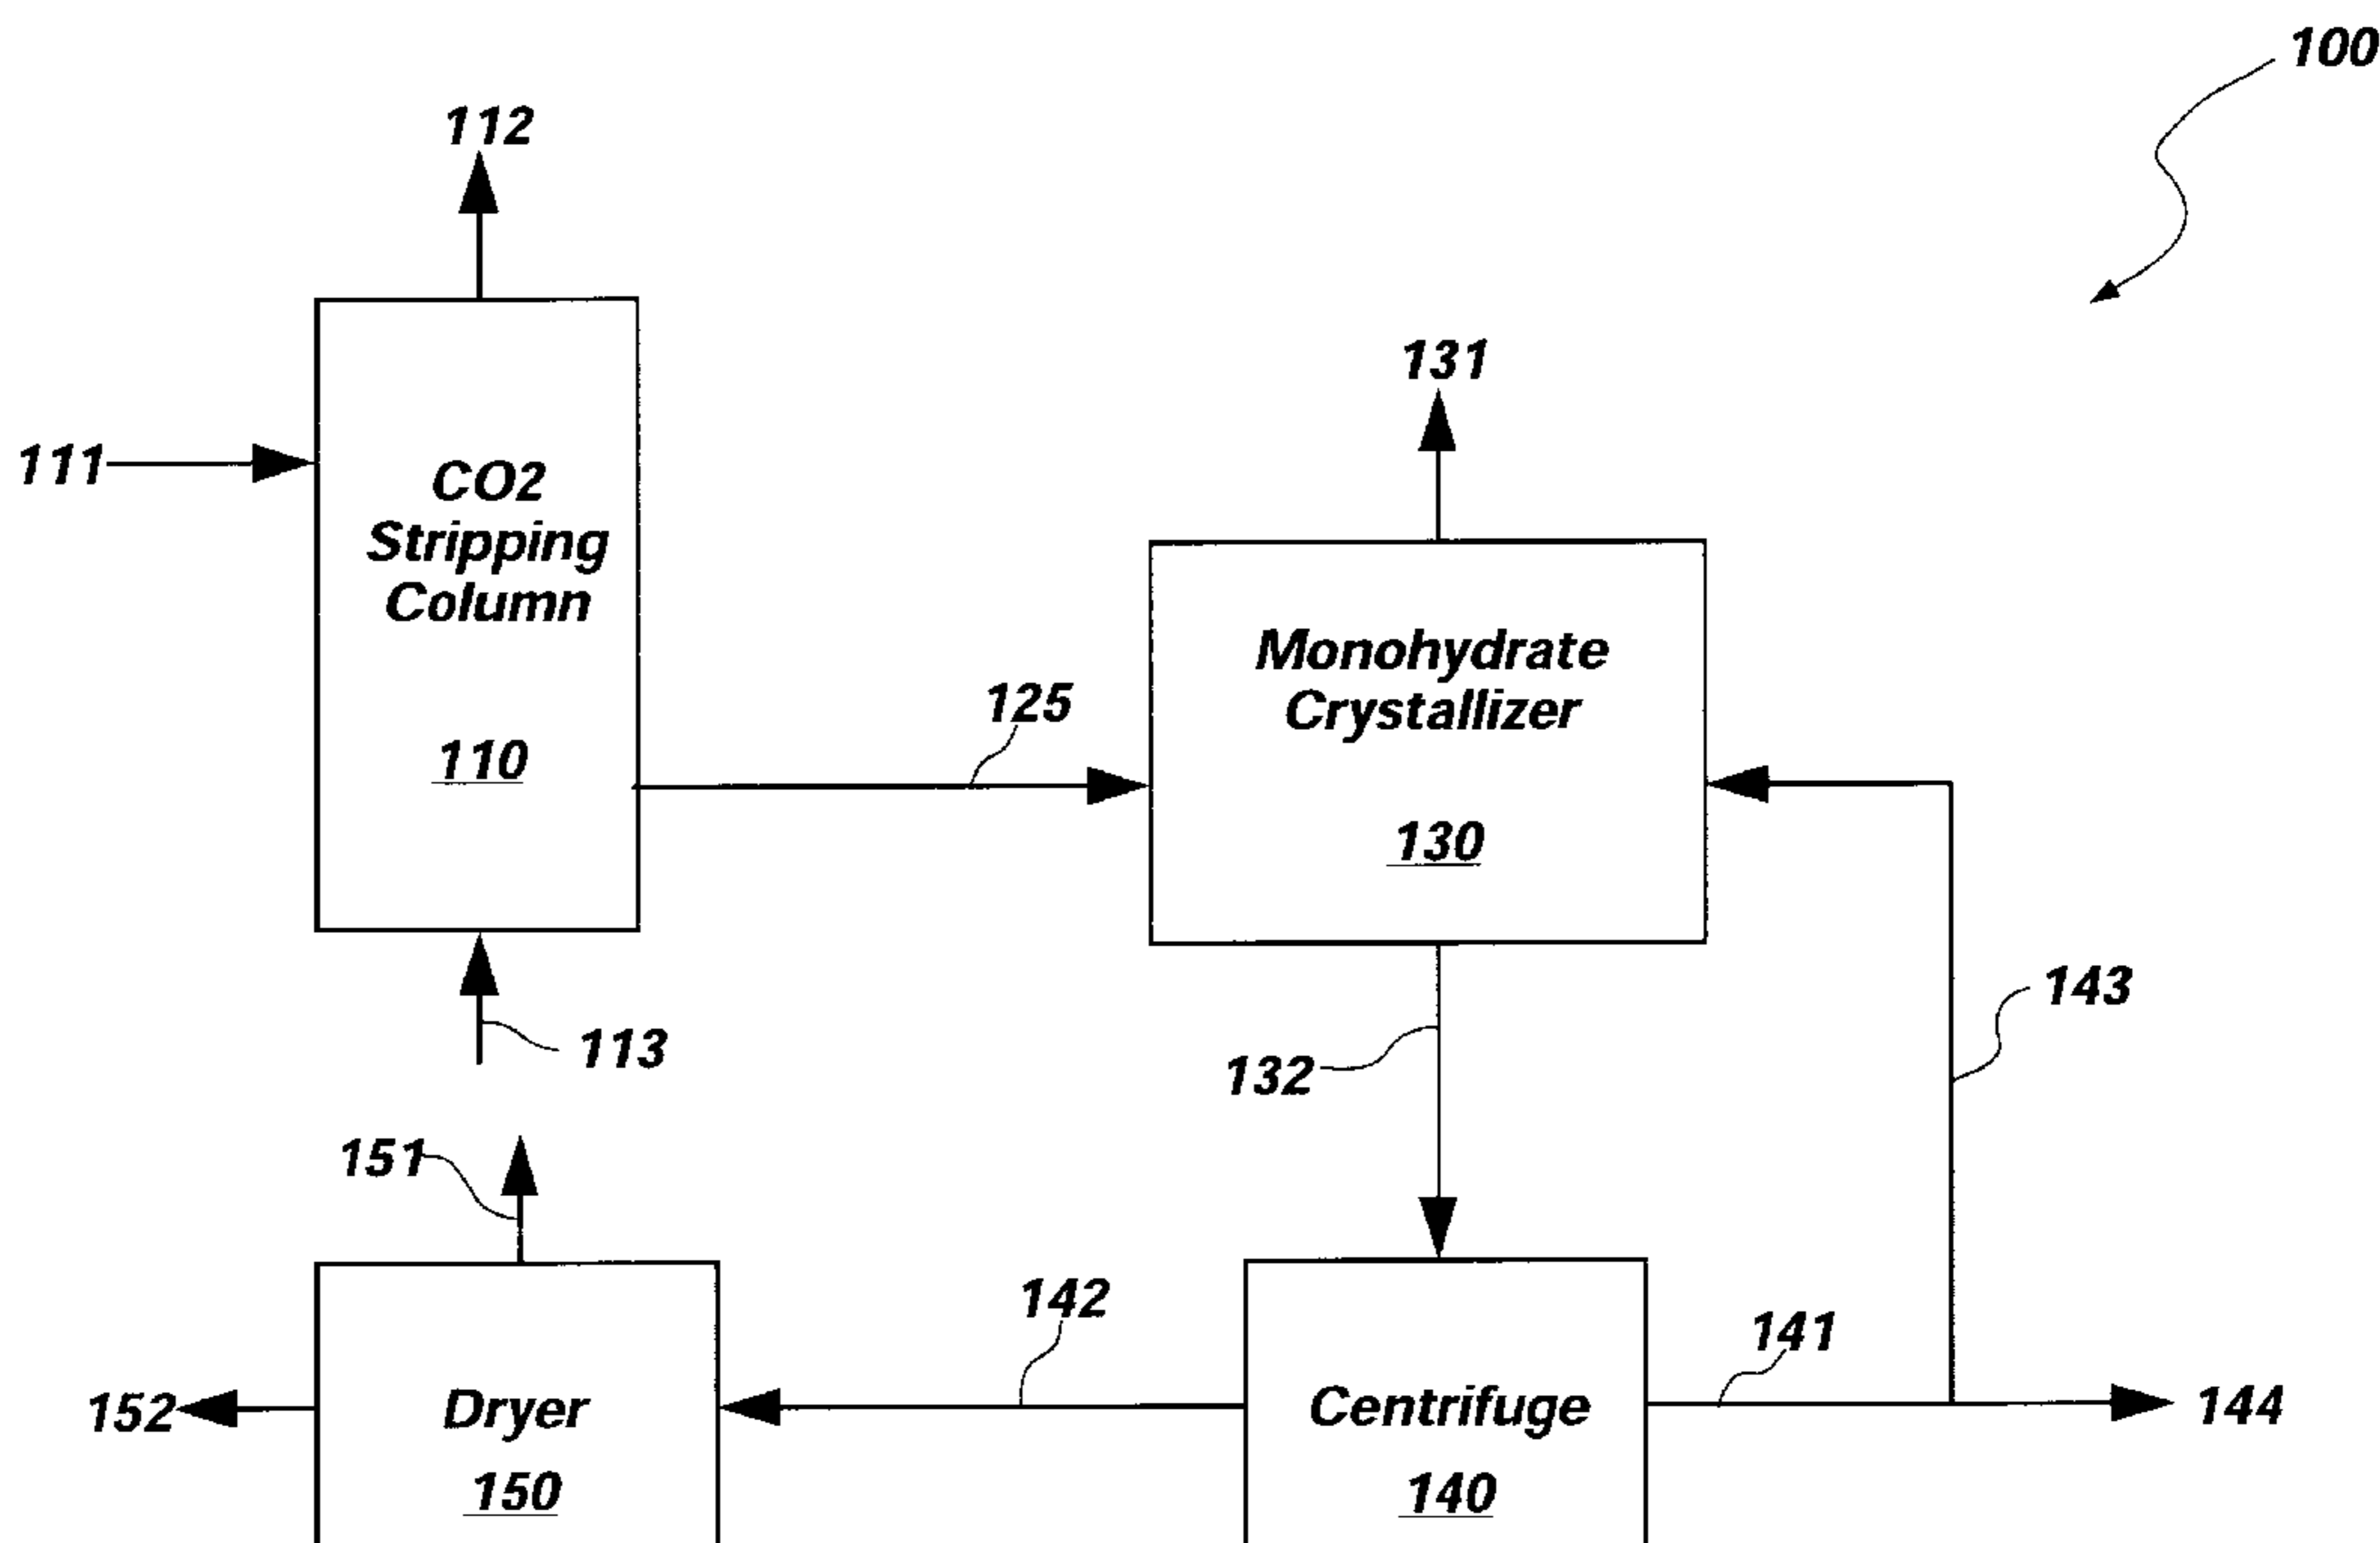 100
112
131
111
CO2
Stripping
Column
110
Monohydrate
Crystallizer
130
125
143
113
132
151
142
141
152
Dryer
150
Centrifuge
140
144